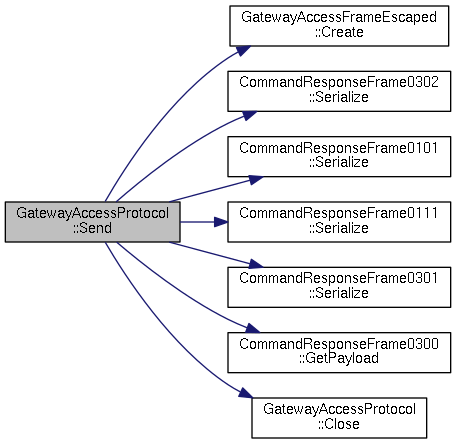 GatewayAccessFrameEscaped
::Create
CommandResponseFrame0302
::Serialize
CommandResponseFrame0101
::Serialize
GatewayAccessProtocol
::Send
CommandResponseFrame0111
::Serialize
CommandResponseFrame0301
::Serialize
CommandResponseFrame0300
::GetPayload
GatewayAccessProtocol
::Close